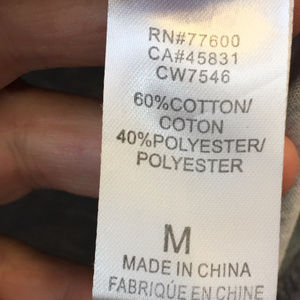 RN#77600
CA#45831
CW7546
60%COTTON/
COTON
40%POLYESTER/
POLYESTER
M
MADE IN CHINA
FABRIQUÉ EN CHINE